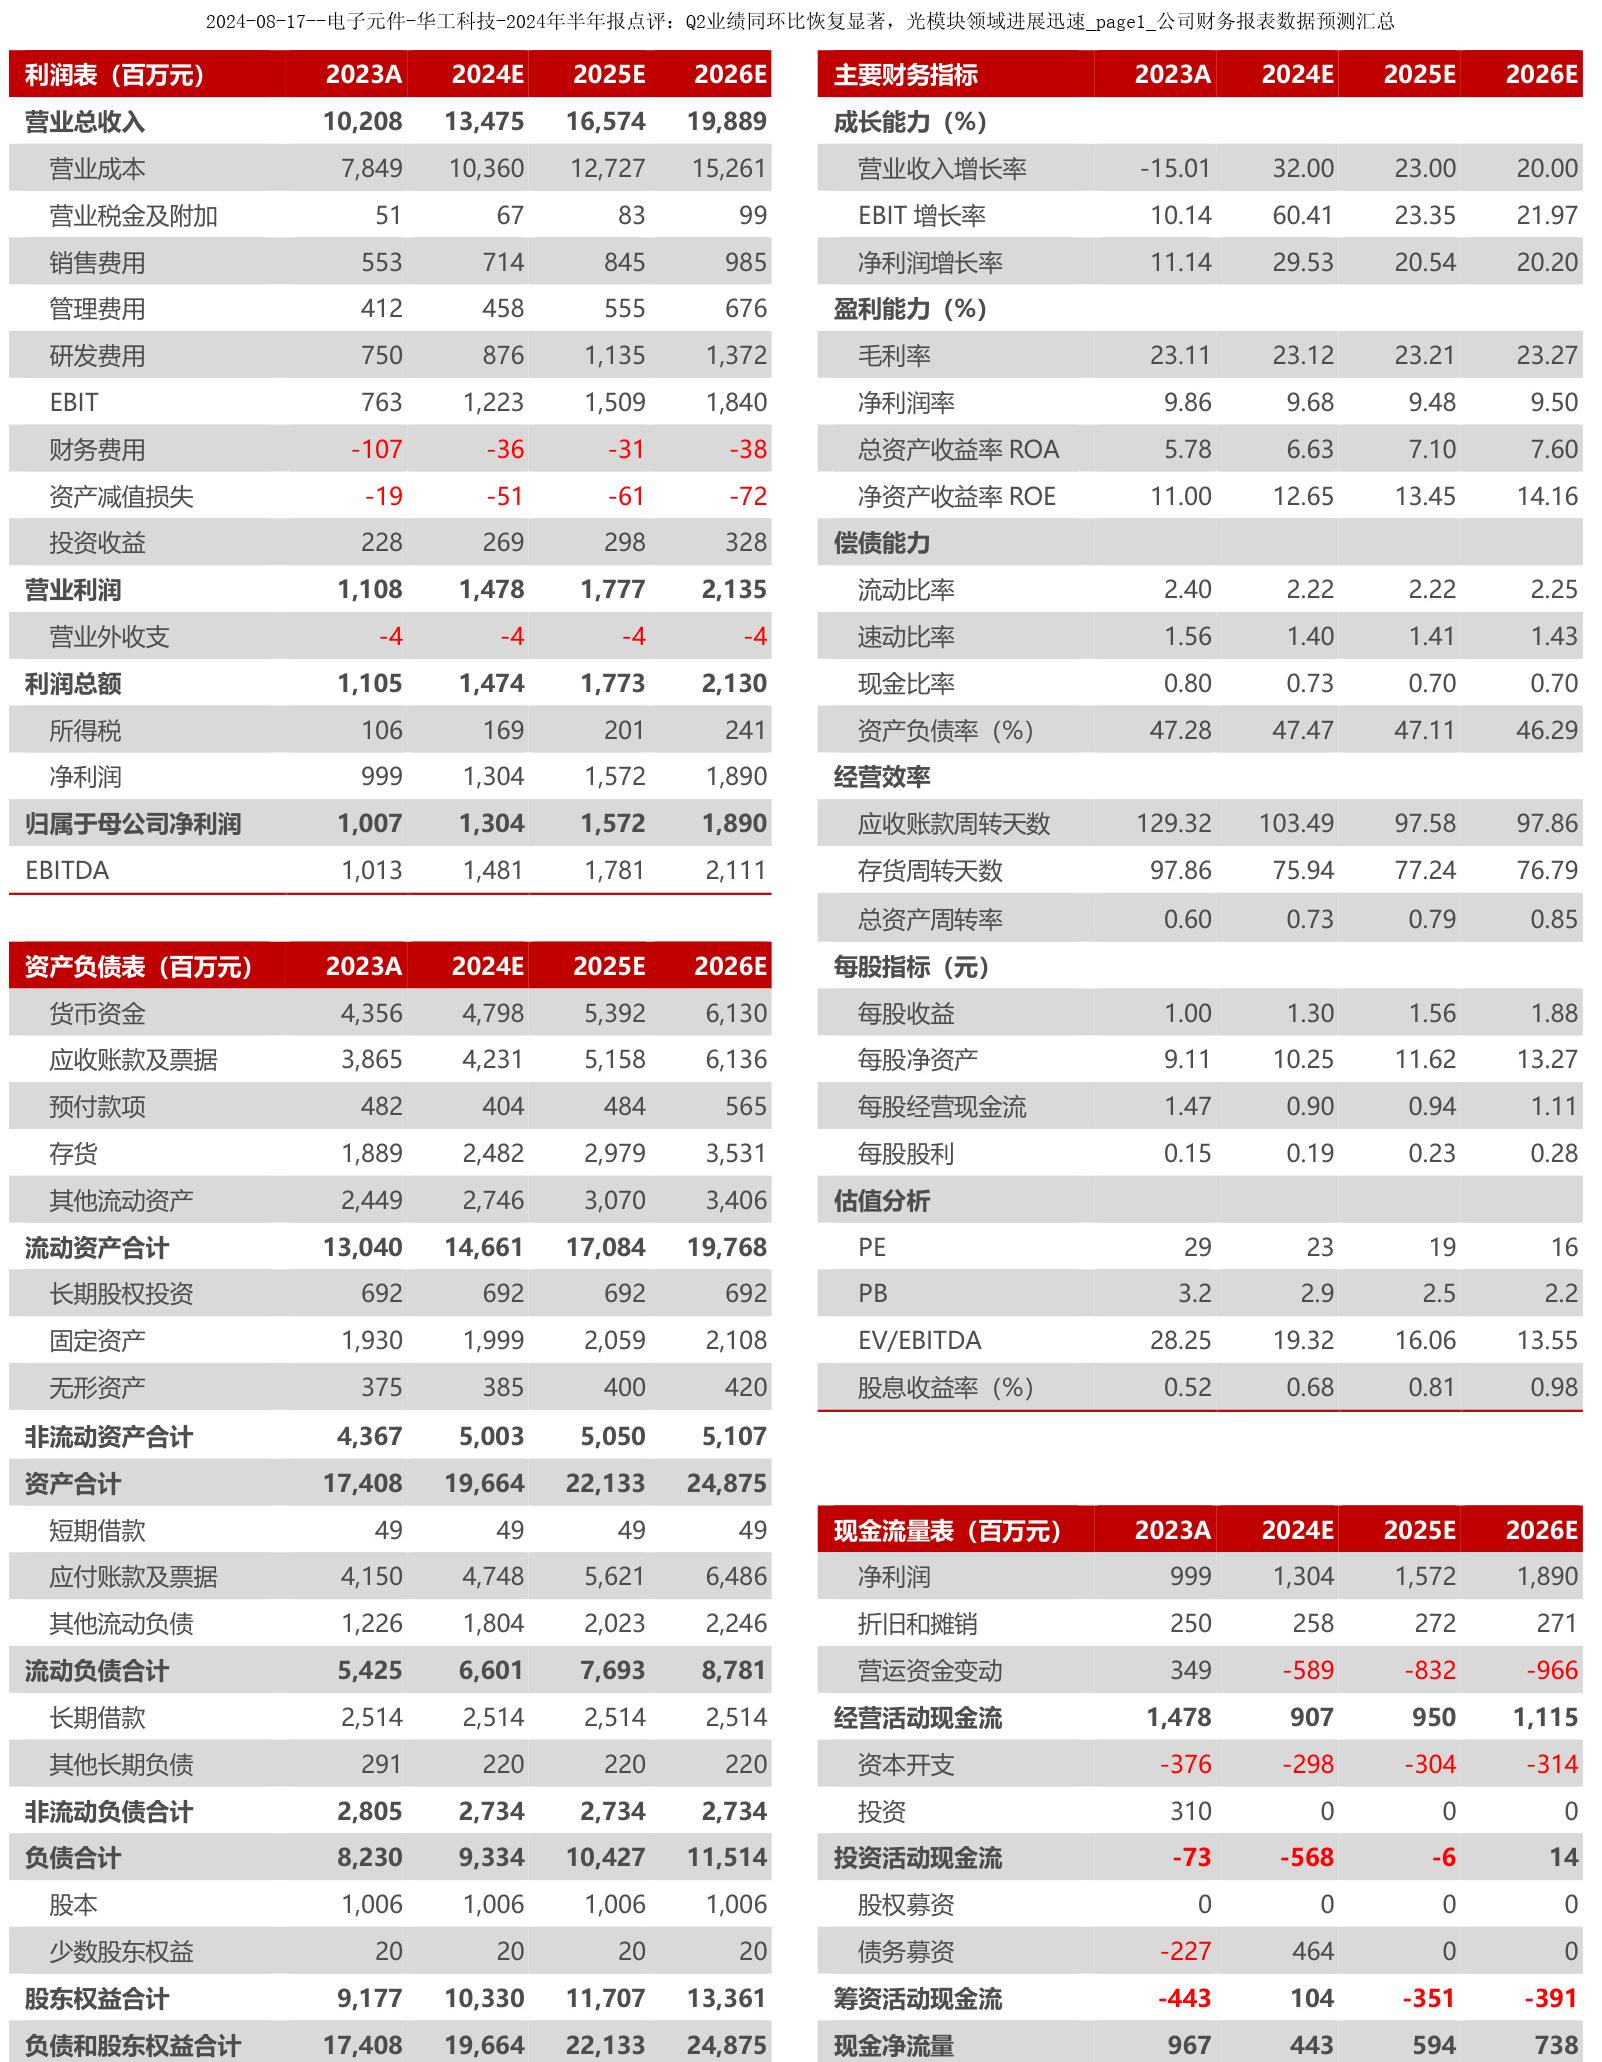 2024-08-17--电子元件-华工科技-2024年半年报点评：Q2业绩同环比恢复显著，光模块领域进展迅速_page1_公司财务报表数据预测汇总
利润表（百万元） 2023A 2024E 2025E 2026E
营业总收入 10,208 13,475 16,574 19,889
营业成本 7,849 10,360 12,727 15,261
营业税金及附加 51 67 83 99
销售费用 553 714 845 985
管理费用 412 458 555 676
研发费用 750 876 1,135 1,372
EBIT 763 1,223 1,509 1,840
财务费用 -107 -36 -31 -38
资产减值损失 -19 -51 -61 -72
投资收益 228 269 298 328
营业利润 1,108 1,478 1,777 2,135
营业外收支 -4 -4 -4 -4
利润总额 1,105 1,474 1,773 2,130
所得税 106 169 201 241
净利润 999 1,304 1,572 1,890
归属于母公司净利润 1,007 1,304 1,572 1,890
EBITDA 1,013 1,481 1,781 2,111
资产负债表（百万元） 2023A 2024E 2025E 2026E
货币资金 4,356 4,798 5,392 6,130
应收账款及票据 3,865 4,231 5,158 6,136
预付款项 482 404 484 565
存货 1,889 2,482 2,979 3,531
其他流动资产 2,449 2,746 3,070 3,406
流动资产合计 13,040 14,661 17,084 19,768
长期股权投资 692 692 692 692
固定资产 1,930 1,999 2,059 2,108
无形资产 375 385 400 420
非流动资产合计 4,367 5,003 5,050 5,107
资产合计 17,408 19,664 22,133 24,875
短期借款 49 49 49 49
应付账款及票据 4,150 4,748 5,621 6,486
其他流动负债 1,226 1,804 2,023 2,246
流动负债合计 5,425 6,601 7,693 8,781
长期借款 2,514 2,514 2,514 2,514
其他长期负债 291 220 220 220
非流动负债合计 2,805 2,734 2,734 2,734
负债合计 8,230 9,334 10,427 11,514
股本 1,006 1,006 1,006 1,006
少数股东权益 20 20 20 20
股东权益合计 9,177 10,330 11,707 13,361
负债和股东权益合计 17,408 19,664 22,133 24,875
主要财务指标 2023A 2024E 2025E 2026E
成长能力（%）
营业收入增长率 -15.01 32.00 23.00 20.00
EBIT 增长率 10.14 60.41 23.35 21.97
净利润增长率 11.14 29.53 20.54 20.20
盈利能力（%）
毛利率 23.11 23.12 23.21 23.27
净利润率 9.86 9.68 9.48 9.50
总资产收益率 ROA 5.78 6.63 7.10 7.60
净资产收益率 ROE 11.00 12.65 13.45 14.16
偿债能力
流动比率 2.40 2.22 2.22 2.25
速动比率 1.56 1.40 1.41 1.43
现金比率 0.80 0.73 0.70 0.70
资产负债率（%） 47.28 47.47 47.11 46.29
经营效率
应收账款周转天数 129.32 103.49 97.58 97.86
存货周转天数 97.86 75.94 77.24 76.79
总资产周转率 0.60 0.73 0.79 0.85
每股指标（元）
每股收益 1.00 1.30 1.56 1.88
每股净资产 9.11 10.25 11.62 13.27
每股经营现金流 1.47 0.90 0.94 1.11
每股股利 0.15 0.19 0.23 0.28
估值分析
PE 29 23 19 16
PB 3.2 2.9 2.5 2.2
EV/EBITDA 28.25 19.32 16.06 13.55
股息收益率（%） 0.52 0.68 0.81 0.98
现金流量表（百万元） 2023A 2024E 2025E 2026E
净利润 999 1,304 1,572 1,890
折旧和摊销 250 258 272 271
营运资金变动 349 -589 -832 -966
经营活动现金流 1,478 907 950 1,115
资本开支 -376 -298 -304 -314
投资 310 0 0 0
投资活动现金流 -73 -568 -6 14
股权募资 0 0 0 0
债务募资 -227 464 0 0
筹资活动现金流 -443 104 -351 -391
现金净流量 967 443 594 738